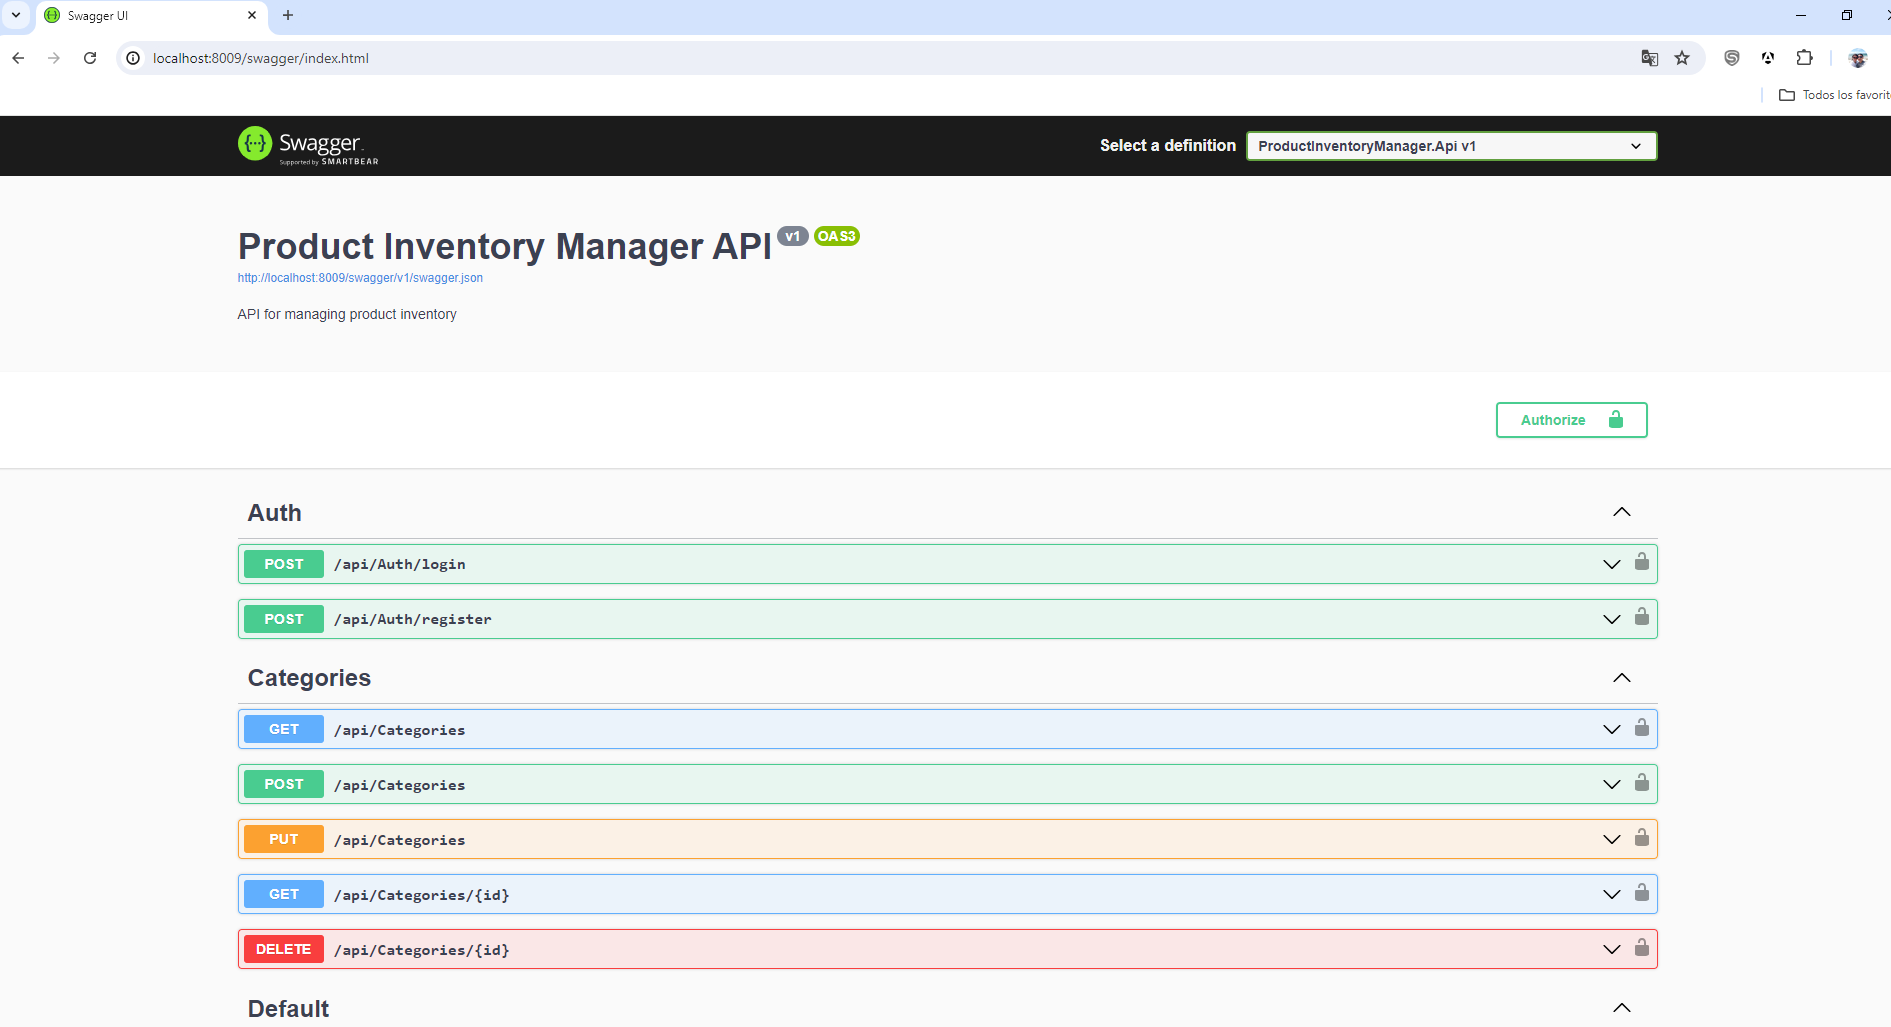 Swagger UI
localhost:8009/swagger/index.html
Todos los favorit
Swagger.
Supported by SMARTBEAR
Select a definition
ProductInventoryManager.Api v1
Product Inventory Manager API v1 OAS3
http://localhost:8009/swagger/v1/swagger.json
API for managing product inventory
Authorize
Auth
POST /api/Auth/login
POST /api/Auth/register
Categories
GET /api/Categories
POST /api/Categories
PUT /api/Categories
GET /api/Categories/{id}
DELETE /api/Categories/{id}
Default